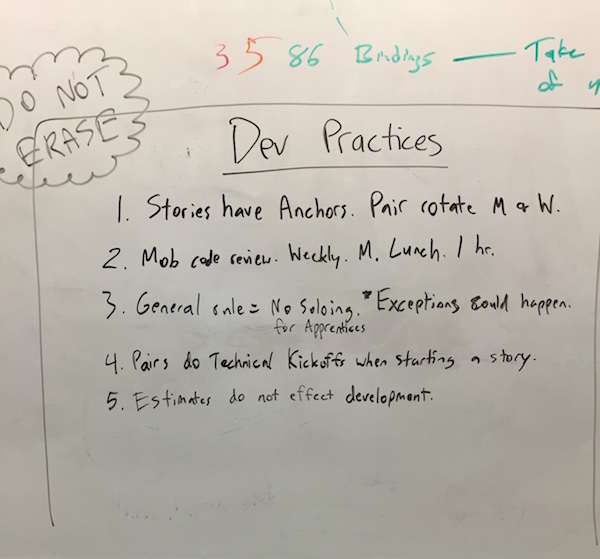 3 5 86 Bindings — Take
of
DO NOT
ERASE
Dev Practices
1. Stories have Anchors. Pair rotate M & W.
2. Mob code review. Weekly. M. Lunch. 1 hr.
3. General rule = No Soloing. *Exceptions could happen.
for Apprentices
4. Pairs do Technical Kickoffs when starting a story.
5. Estimates do not effect development.